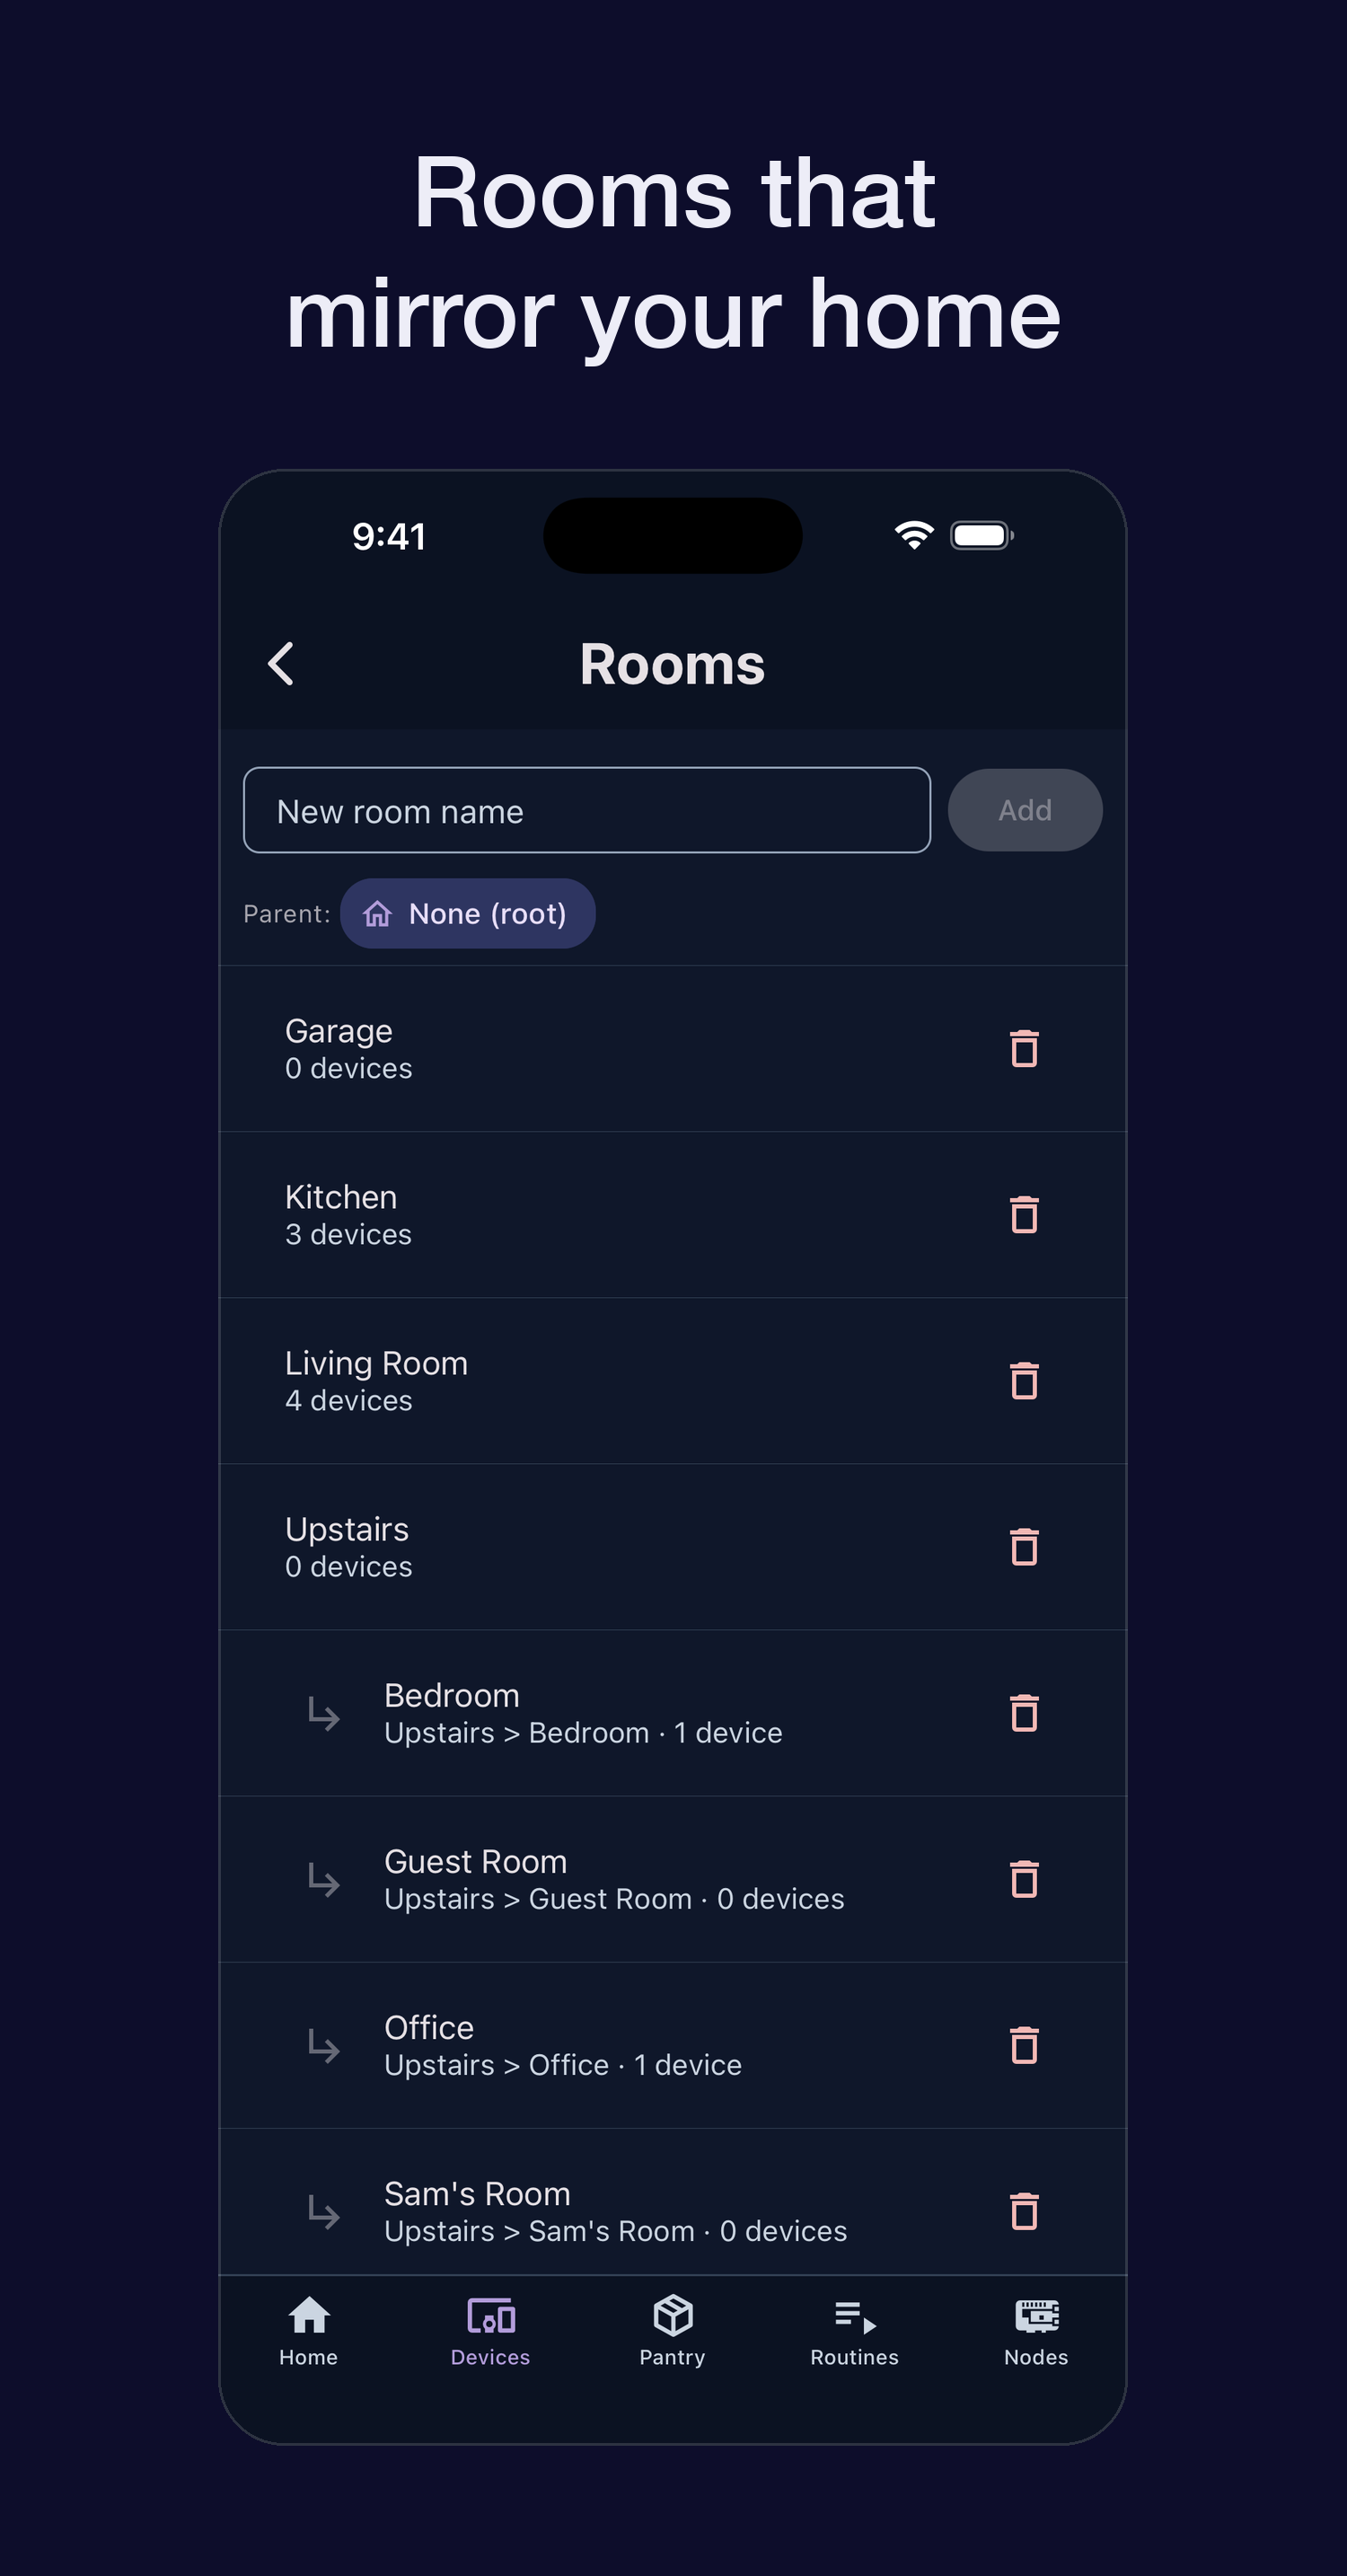 Rooms that
mirror your home
9:41
Rooms
New room name
Add
Parent:
None (root)
Garage
0 devices
Kitchen
3 devices
Living Room
4 devices
Upstairs
0 devices
Bedroom
Upstairs > Bedroom · 1 device
Guest Room
Upstairs > Guest Room · 0 devices
Office
Upstairs > Office · 1 device
Sam's Room
Upstairs > Sam's Room · 0 devices
Home
Devices
Pantry
Routines
Nodes